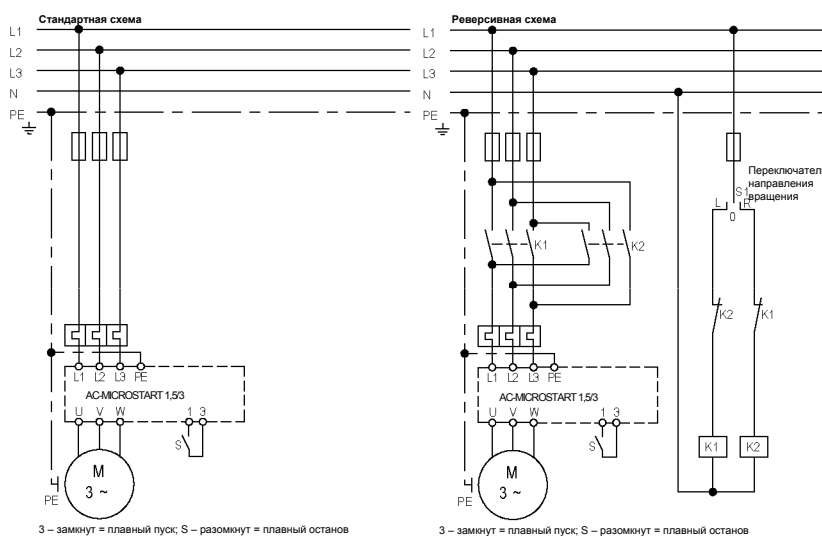 Стандартная схема
L1
L2
L3
N
PE
L1 L2 L3 PE
AC-MICROSTART 1,5/3
U V W 1 3
S
M
3 ~
PE
3 – замкнут = плавный пуск; S – разомкнут = плавный останов
Реверсивная схема
L1
L2
L3
N
PE
Переключател
направления
вращения
S1
L R
0
K1 K2
K2 K1
L1 L2 L3 PE
AC-MICROSTART 1,5/3
U V W 1 3
S
K1 K2
M
3 ~
PE
3 – замкнут = плавный пуск; S – разомкнут = плавный останов